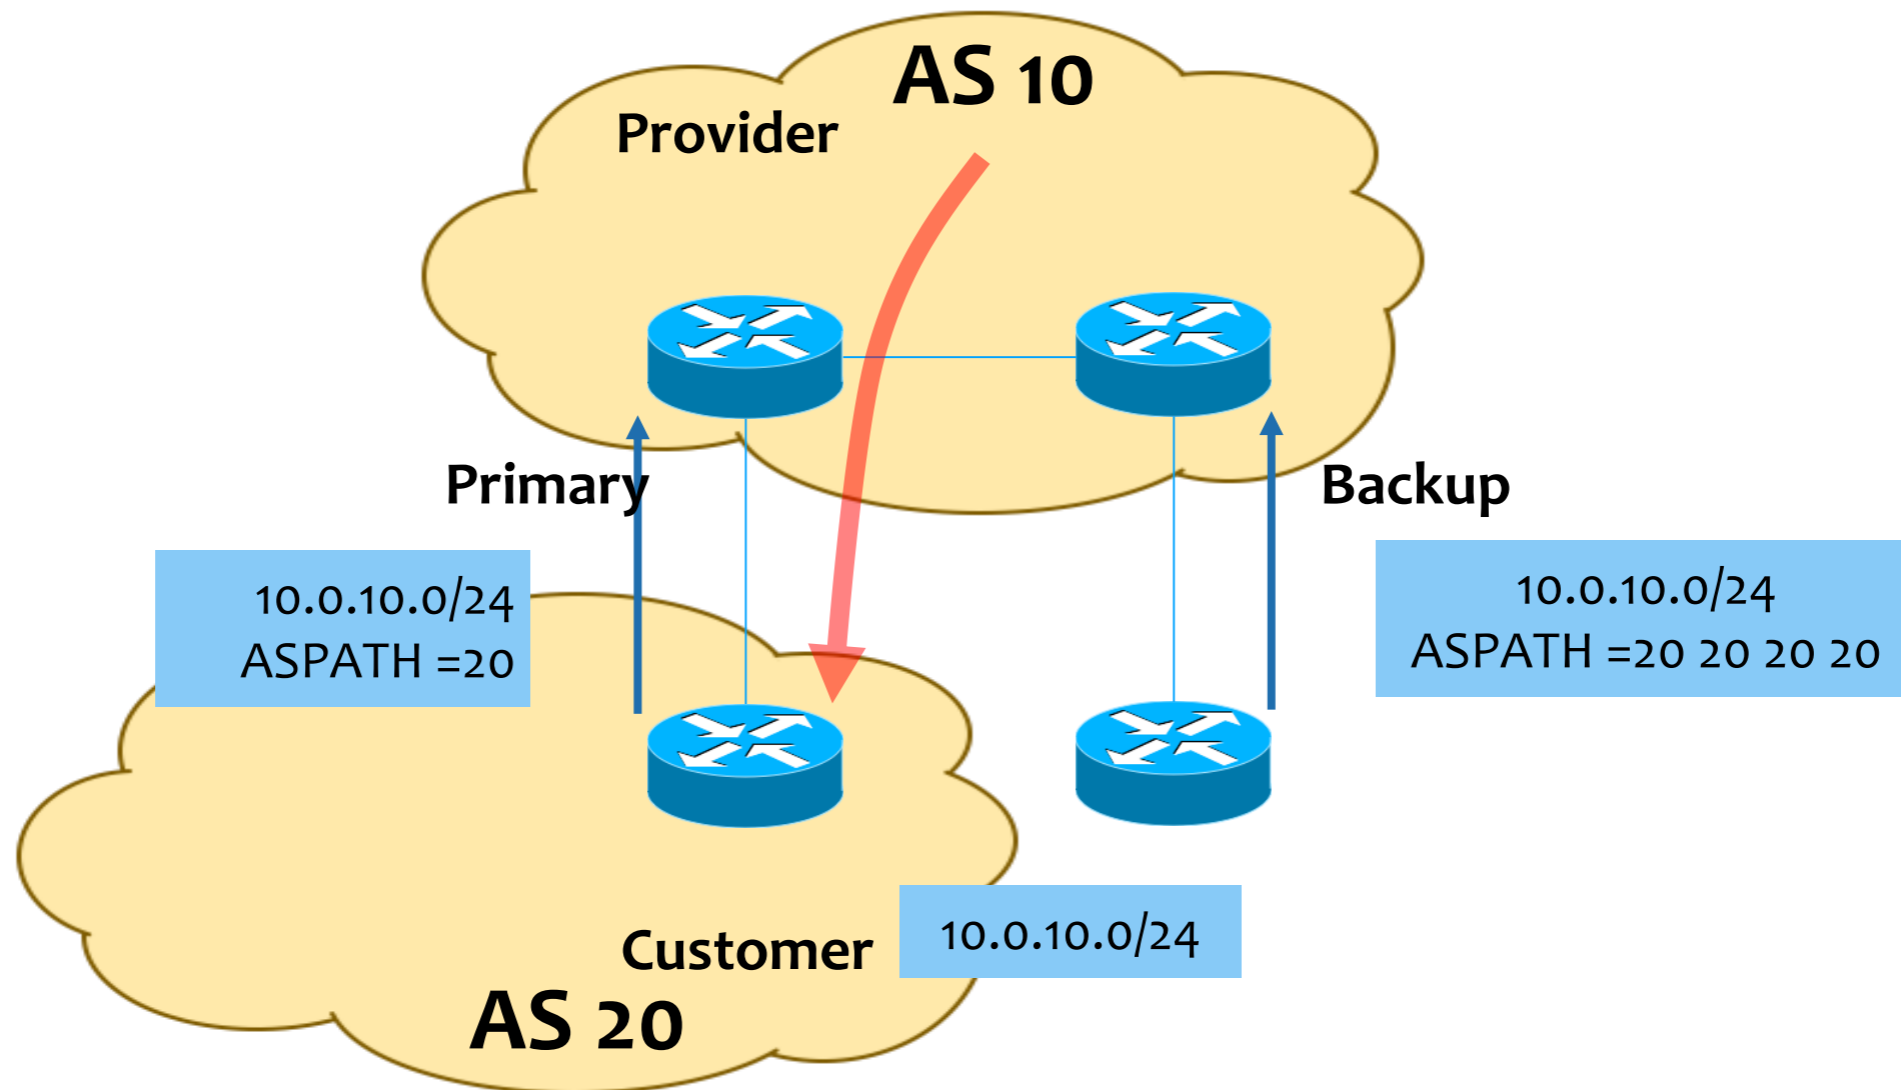 AS 10
Provider
Primary
Backup
10.0.10.0/24
ASPATH =20
10.0.10.0/24
ASPATH =20 20 20 20
Customer
10.0.10.0/24
AS 20